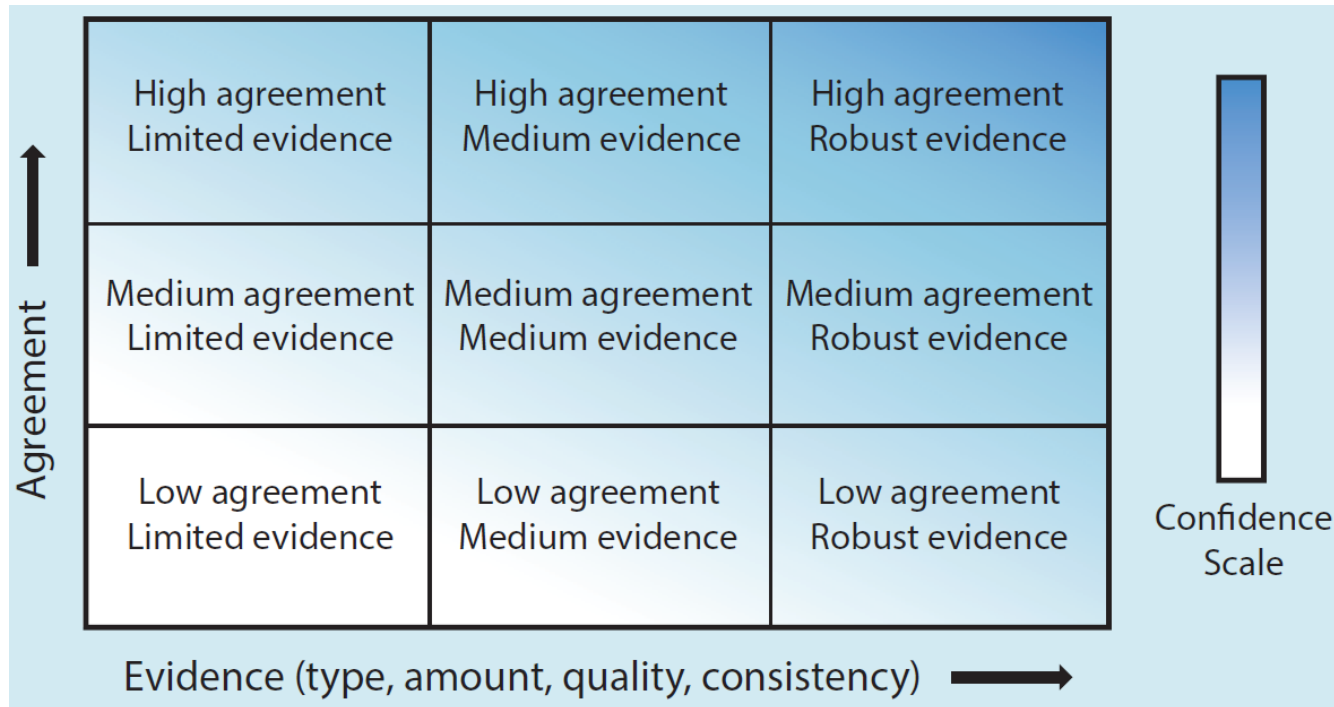 High agreement
Limited evidence
High agreement
Medium evidence
High agreement
Robust evidence
Medium agreement
Limited evidence
Medium agreement
Medium evidence
Medium agreement
Robust evidence
Low agreement
Limited evidence
Low agreement
Medium evidence
Low agreement
Robust evidence
Agreement
Evidence (type, amount, quality, consistency)
Confidence
Scale